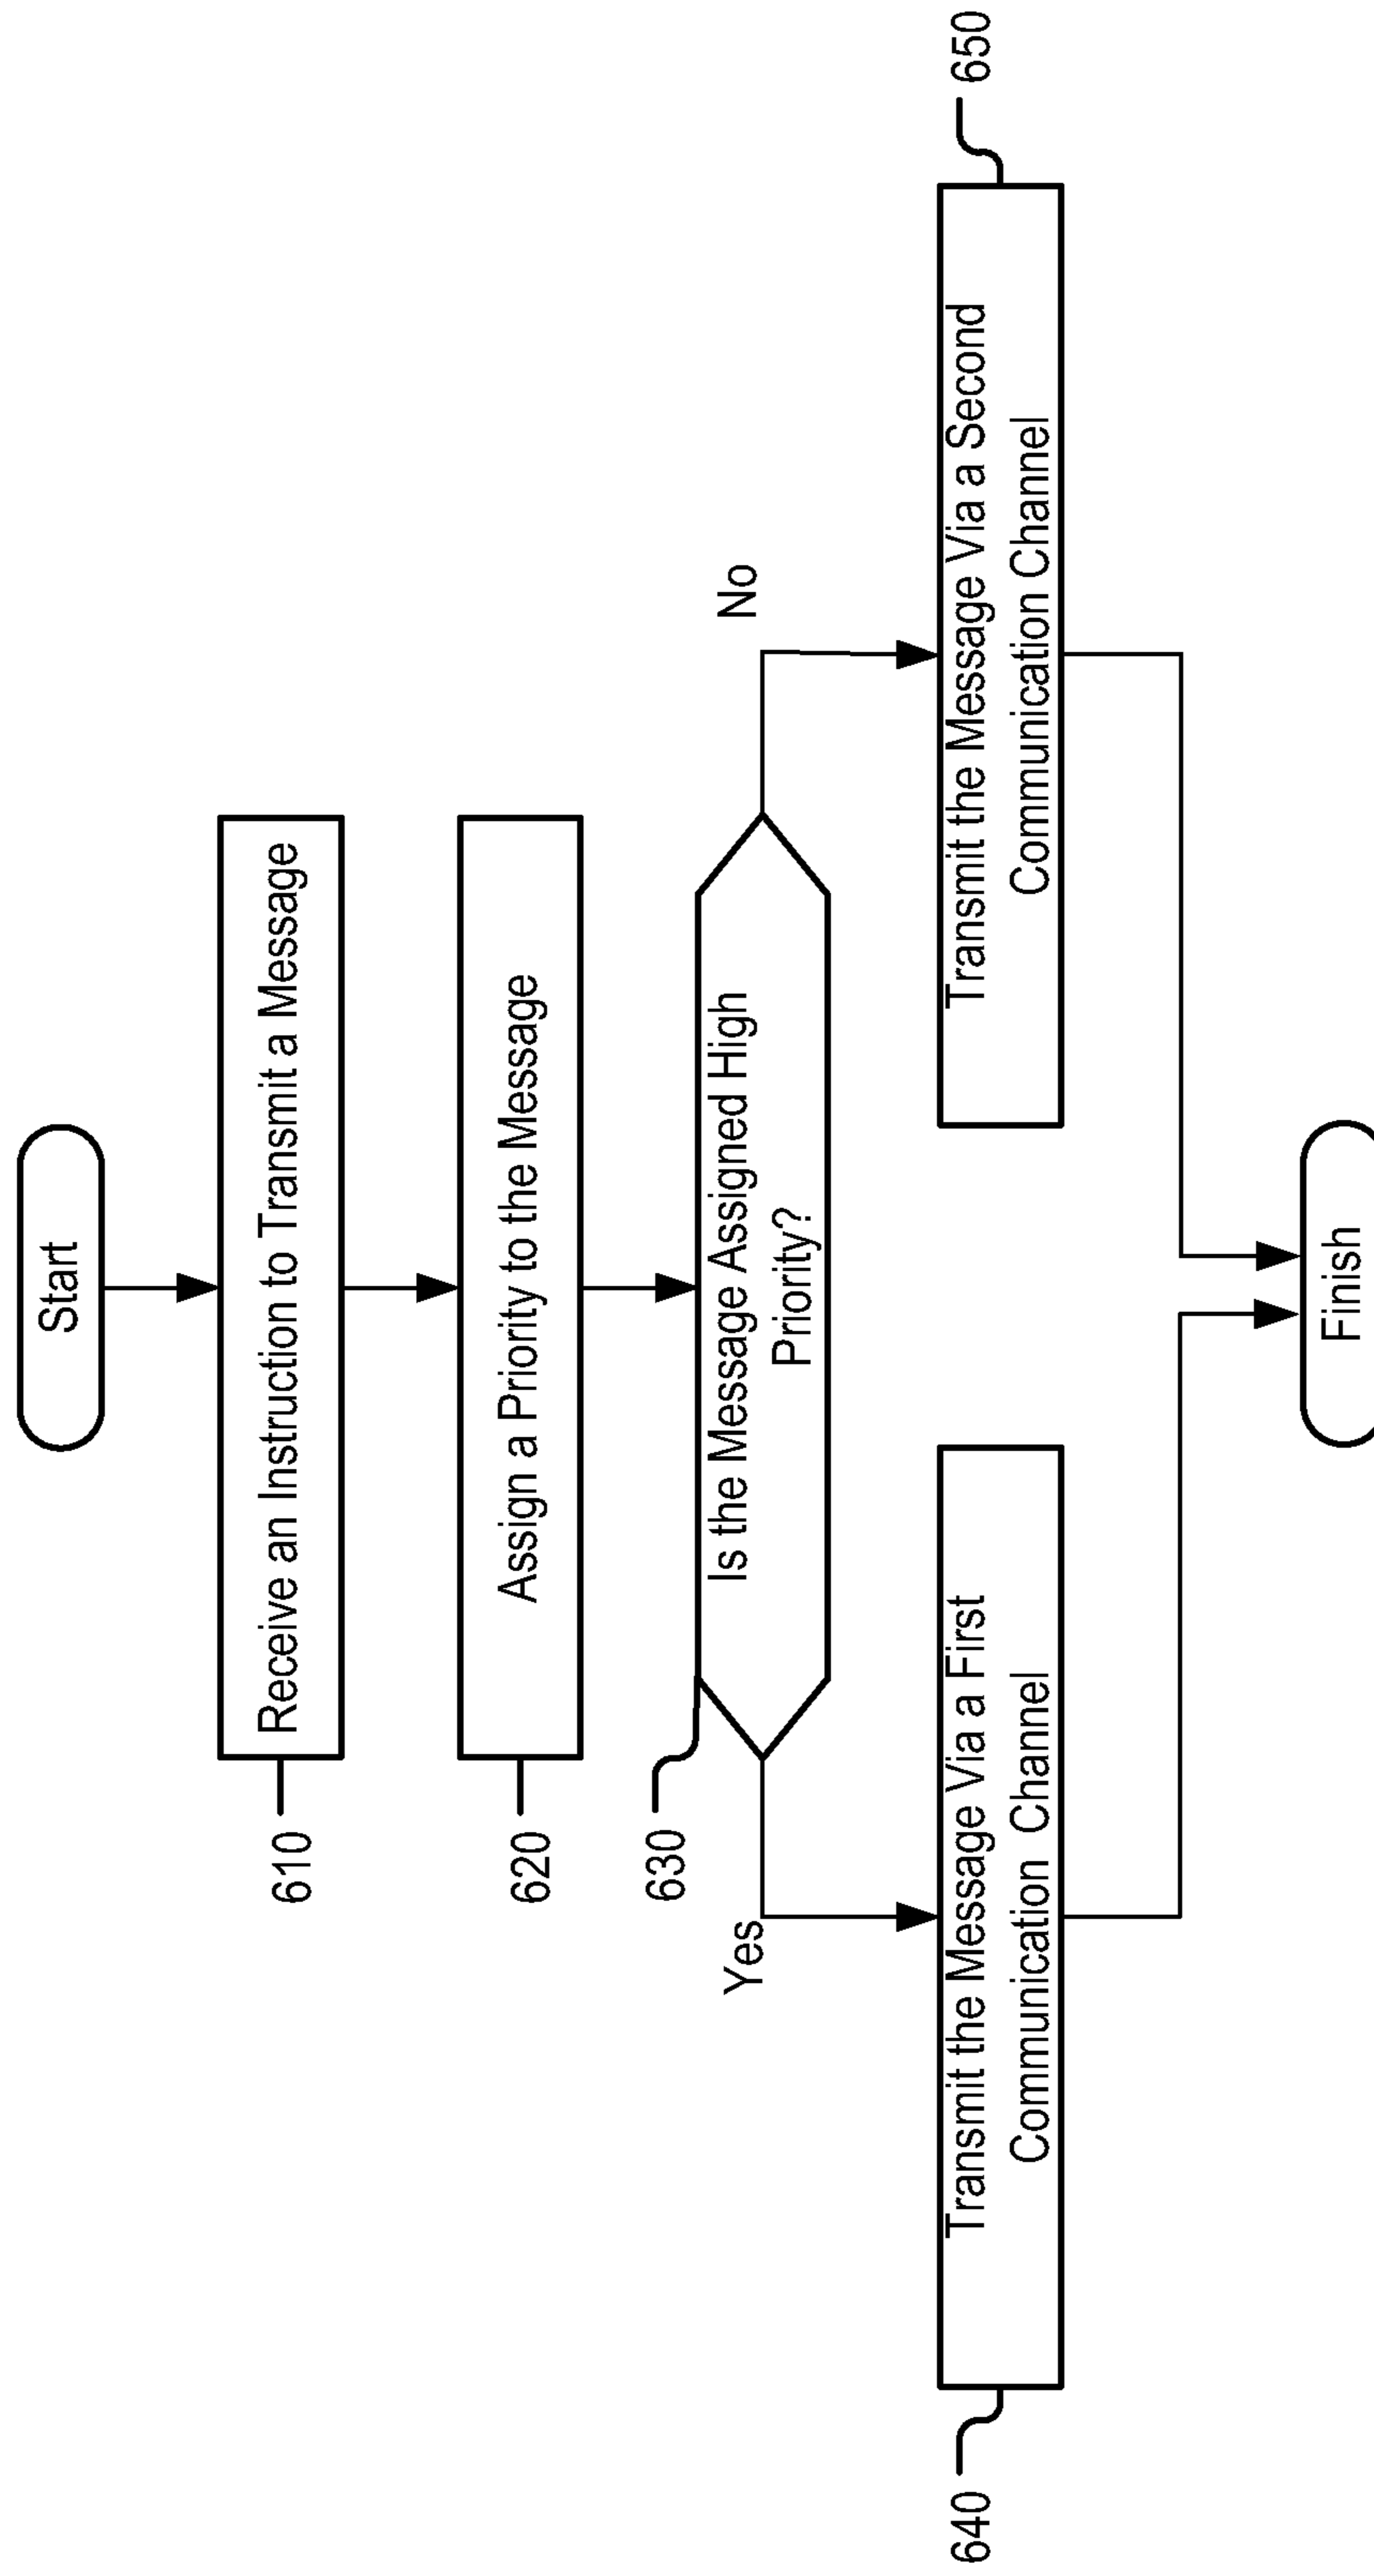 Start
610
Receive an Instruction to Transmit a Message
620
Assign a Priority to the Message
630
Is the Message Assigned High
Priority?
Yes
No
640
Transmit the Message Via a First
Communication Channel
Transmit the Message Via a Second
Communication Channel
650
Finish